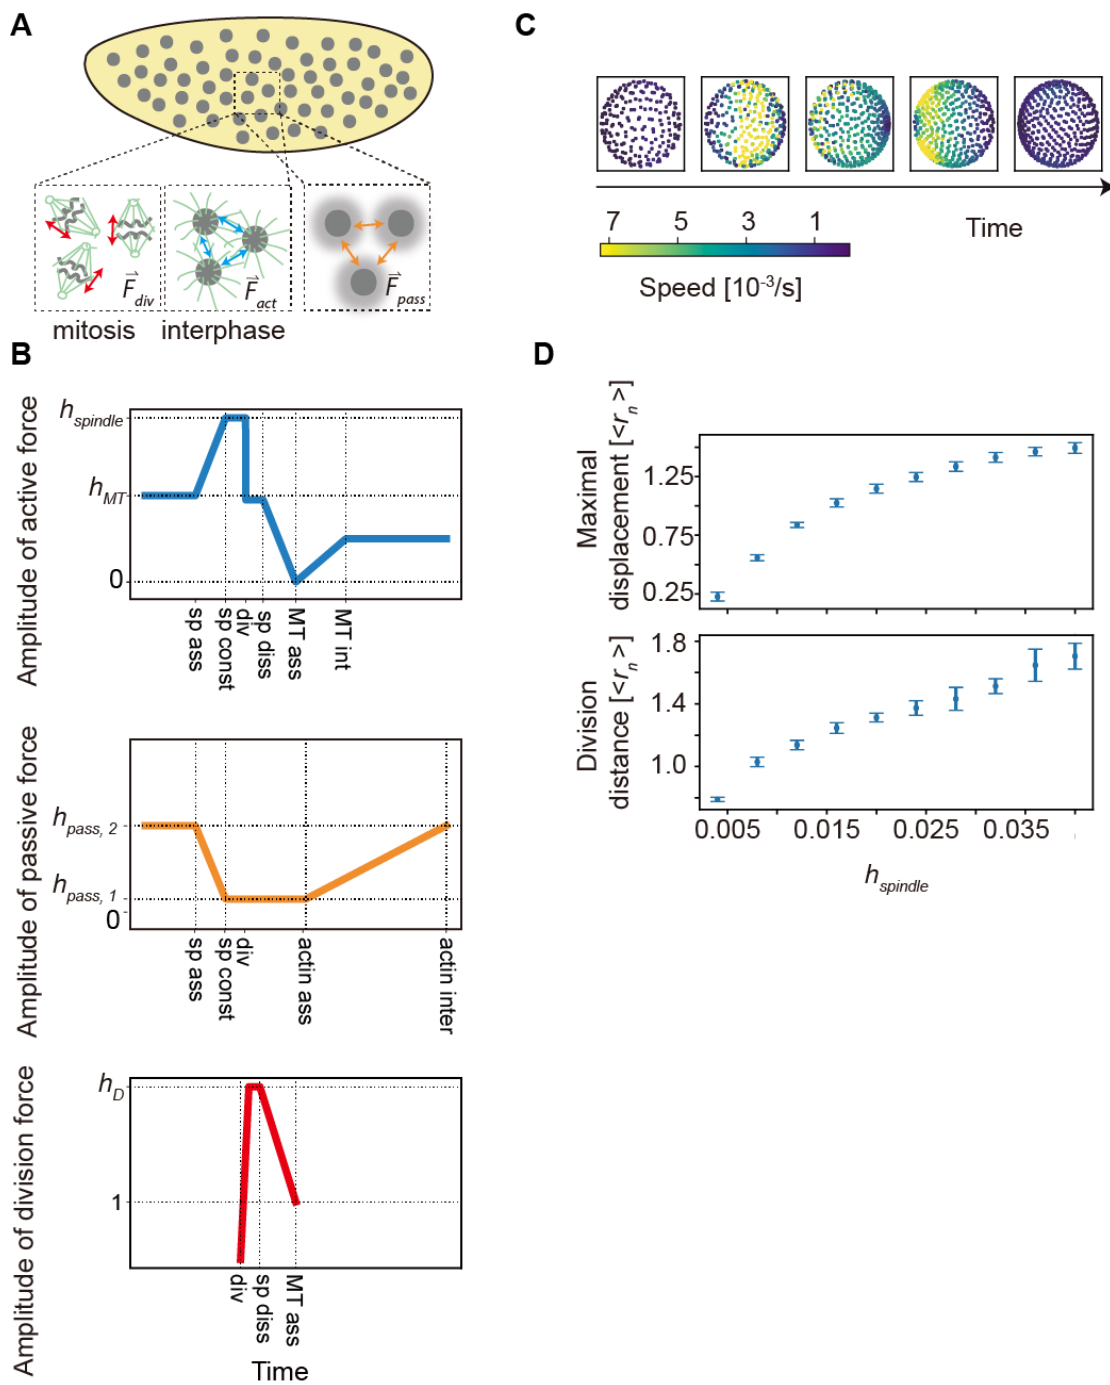 A
F_div
F_act
F_pass
mitosis
interphase
B
Amplitude of active force
h_spindle
h_MT
0
sp ass
sp const
div
sp diss
MT ass
MT int
Amplitude of passive force
h_pass, 2
h_pass, 1
0
sp ass
sp const
div
actin ass
actin inter
Amplitude of division force
h_D
1
div
sp diss
MT ass
Time
C
Time
7 5 3 1
Speed [10⁻³/s]
D
Maximal
displacement [<r_n>]
1.25
0.75
0.25
Division
distance [<r_n>]
1.8
1.4
1.0
0.005 0.015 0.025 0.035
h_spindle